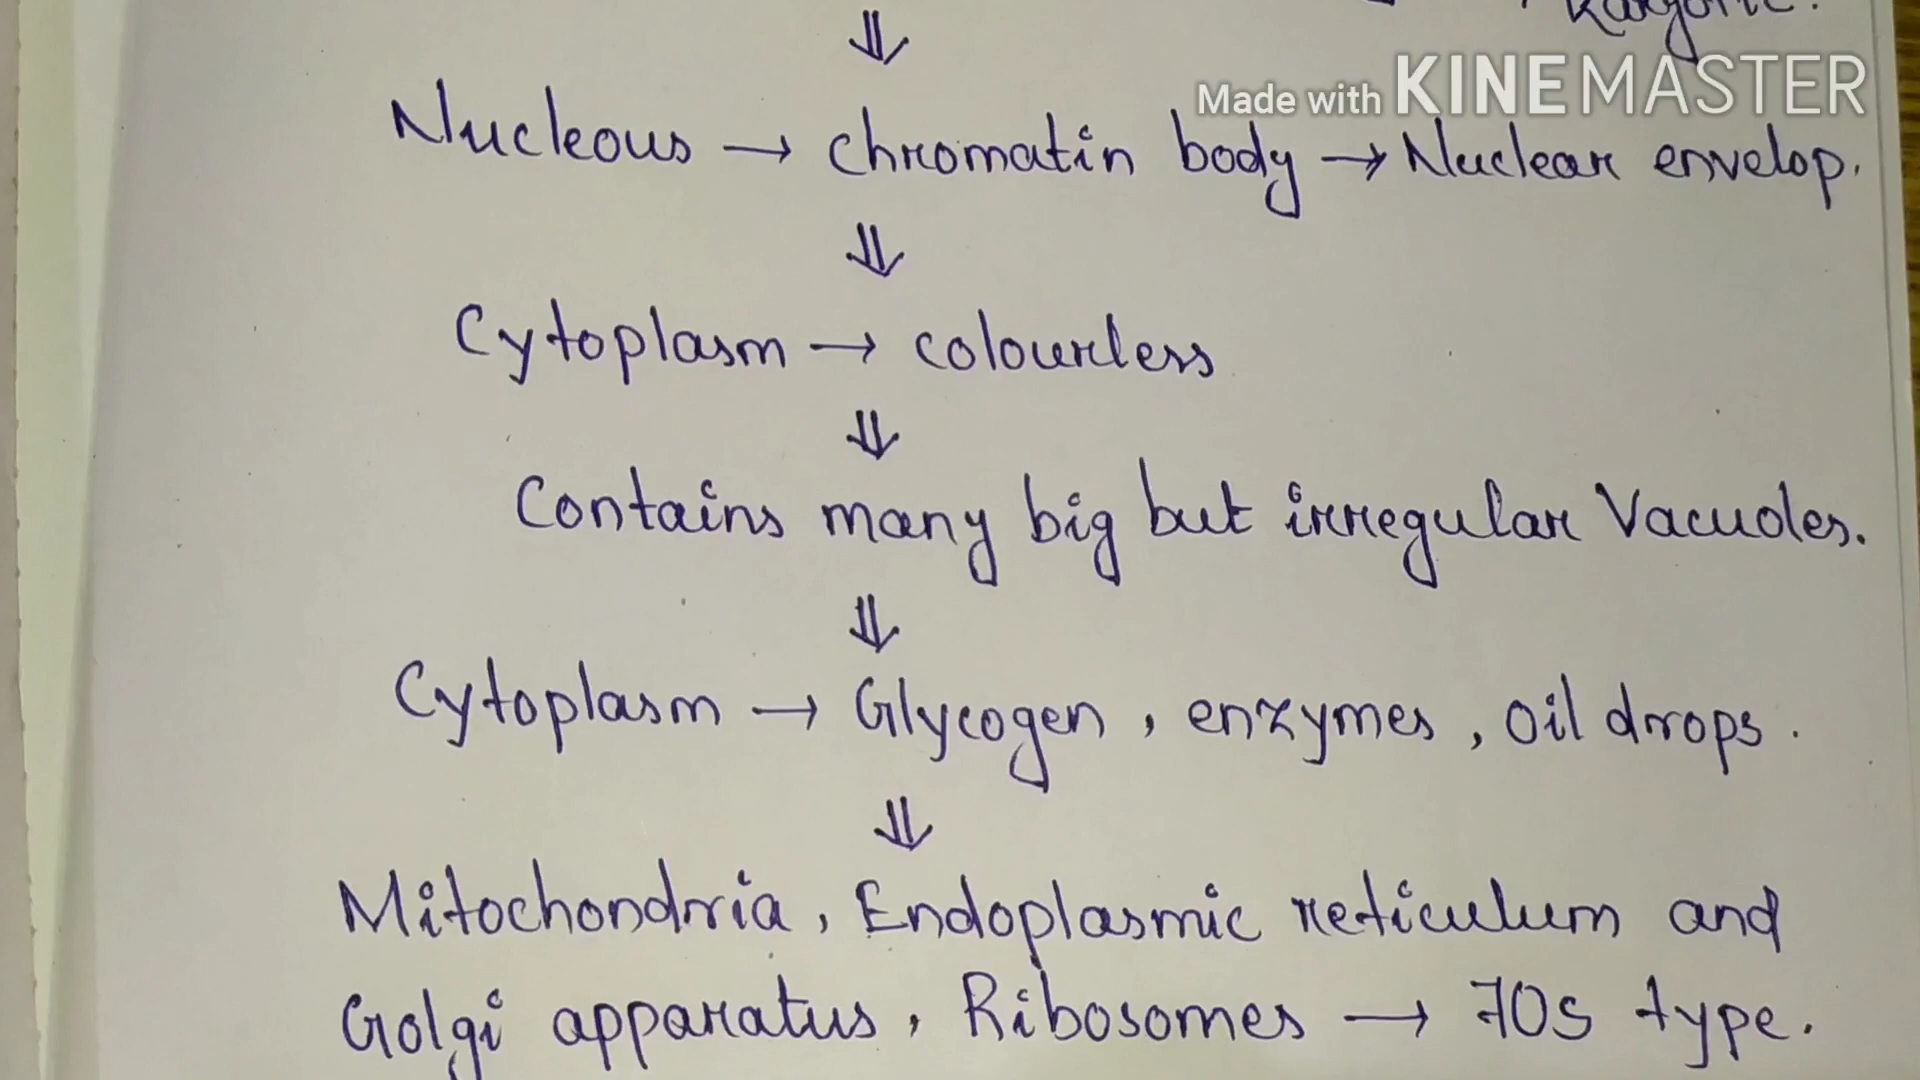 ⇓
Made with KINEMASTER
Nucleous → chromatin body → Nuclear envelop.
⇓
Cytoplasm → colourless
⇓
Contains many big but irregular Vacuoles.
⇓
Cytoplasm → Glycogen, enzymes, oil drops.
⇓
Mitochondria, Endoplasmic reticulum and
Golgi apparatus, Ribosomes → 70s type.